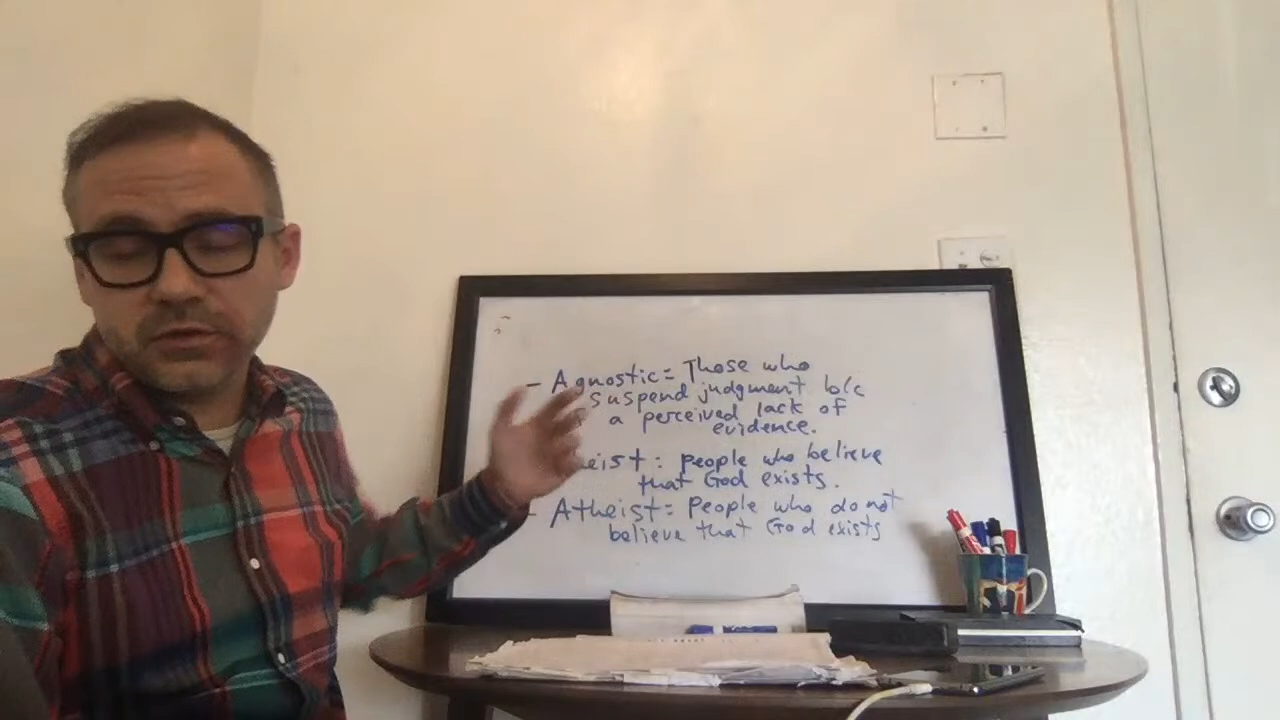 - Agnostic = Those who
suspend judgment b/c
a perceived lack of
evidence.
eist : people who believe
that God exists.
- Atheist = People who do not
believe that God exists